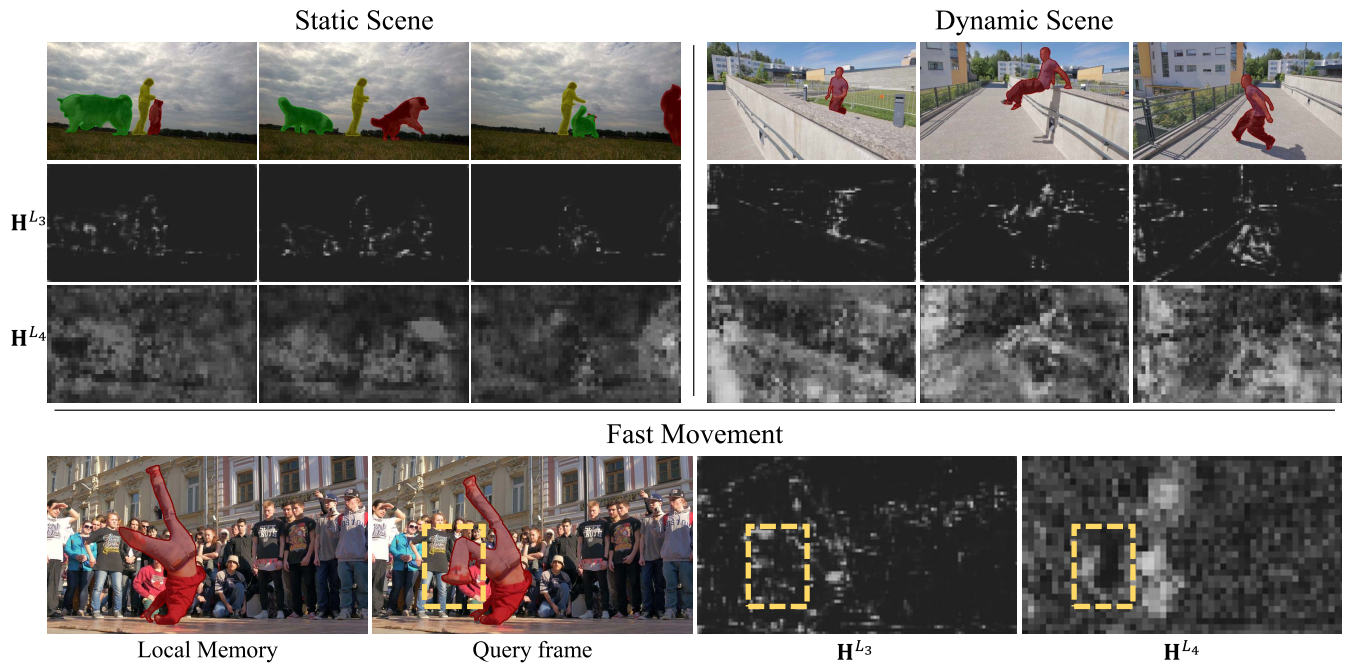 Static Scene
Dynamic Scene
H^{L_3}
H^{L_4}
Fast Movement
Local Memory
Query frame
H^{L_3}
H^{L_4}